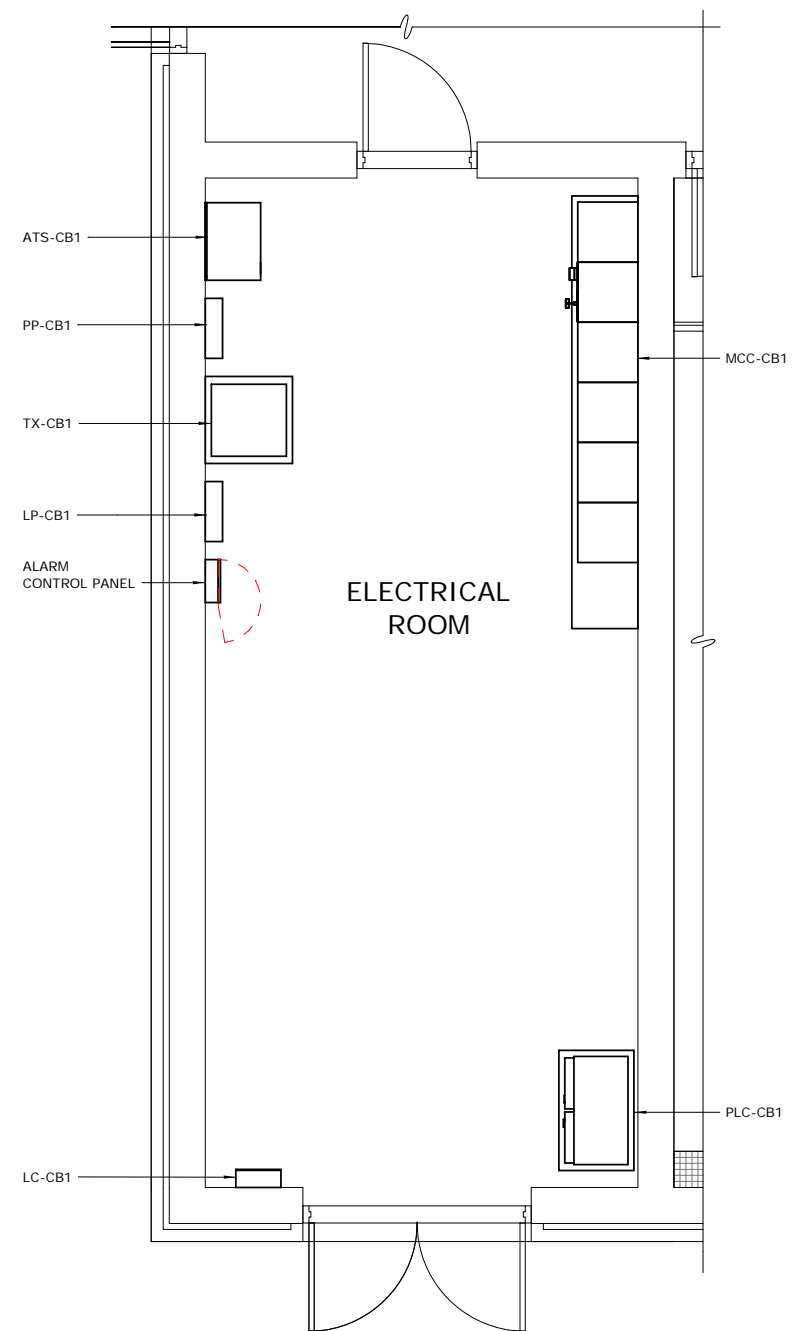 ATS-CB1
PP-CB1
TX-CB1
LP-CB1
ALARM
CONTROL PANEL
LC-CB1
ELECTRICAL
ROOM
MCC-CB1
PLC-CB1